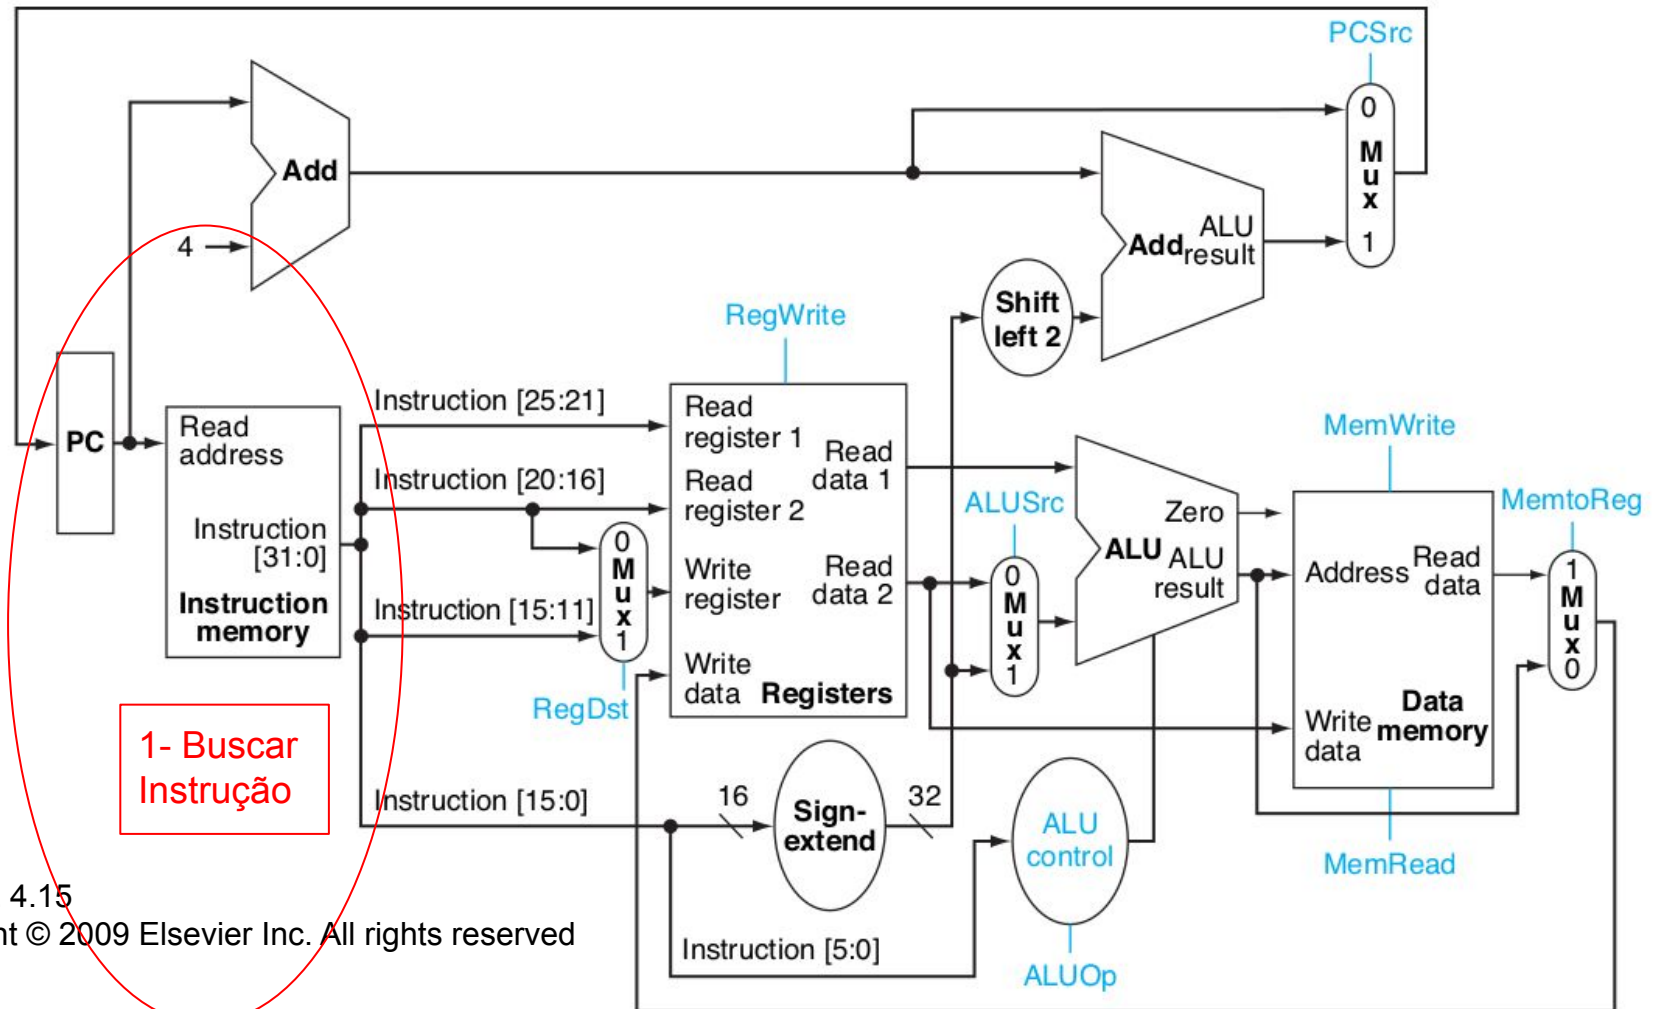 PCSrc
0
M
u
x
1
Add
4
Add
ALU
result
Shift
left 2
RegWrite
PC
Read
address
Instruction
[31:0]
Instruction
memory
Instruction [25:21]
Instruction [20:16]
Instruction [15:11]
0
M
u
x
1
RegDst
Read
register 1
Read
register 2
Write
register
Write
data
Read
data 1
Read
data 2
Registers
ALUSrc
0
M
u
x
1
Zero
ALU
ALU
result
MemWrite
Address
Read
data
Write
data
Data
memory
MemRead
MemtoReg
1
M
u
x
0
1- Buscar
Instrução
Instruction [15:0]
16
Sign-
extend
32
ALU
control
ALUOp
Instruction [5:0]
4.15
nt © 2009 Elsevier Inc. All rights reserved